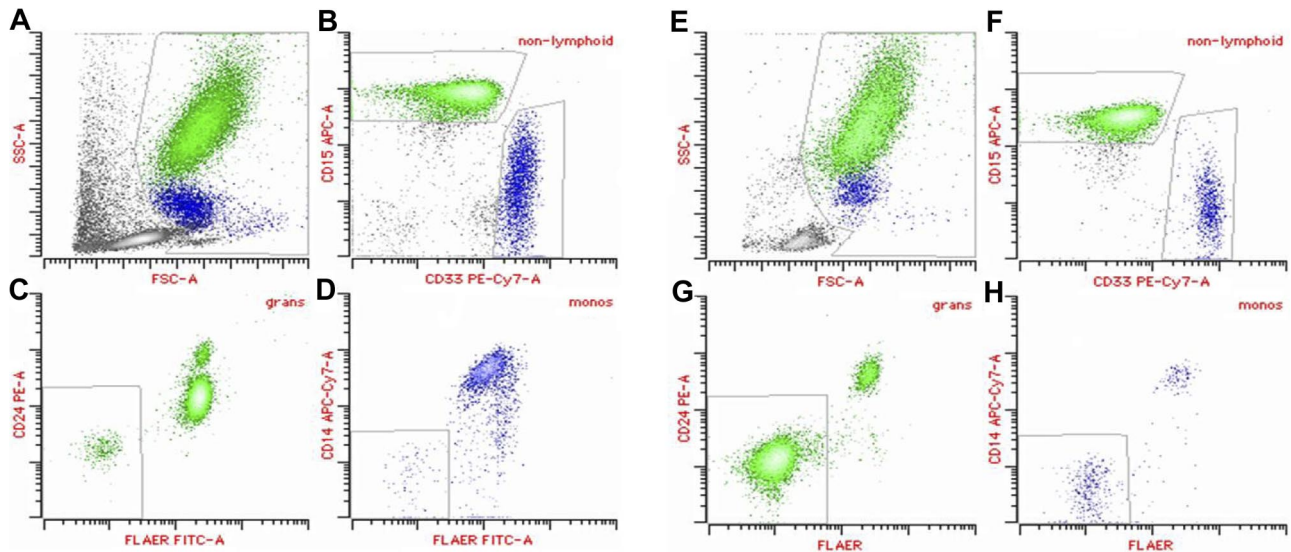 A
SSC-A
FSC-A
B
non-lymphoid
CD15 APC-A
CD33 PE-Cy7-A
E
SSC-A
FSC-A
F
non-lymphoid
CD15 APC-A
CD33 PE-Cy7-A
C
grans
CD24 PE-A
FLAER FITC-A
D
monos
CD14 APC-Cy7-A
FLAER FITC-A
G
grans
CD24 PE-A
FLAER
H
monos
CD14 APC-Cy7-A
FLAER